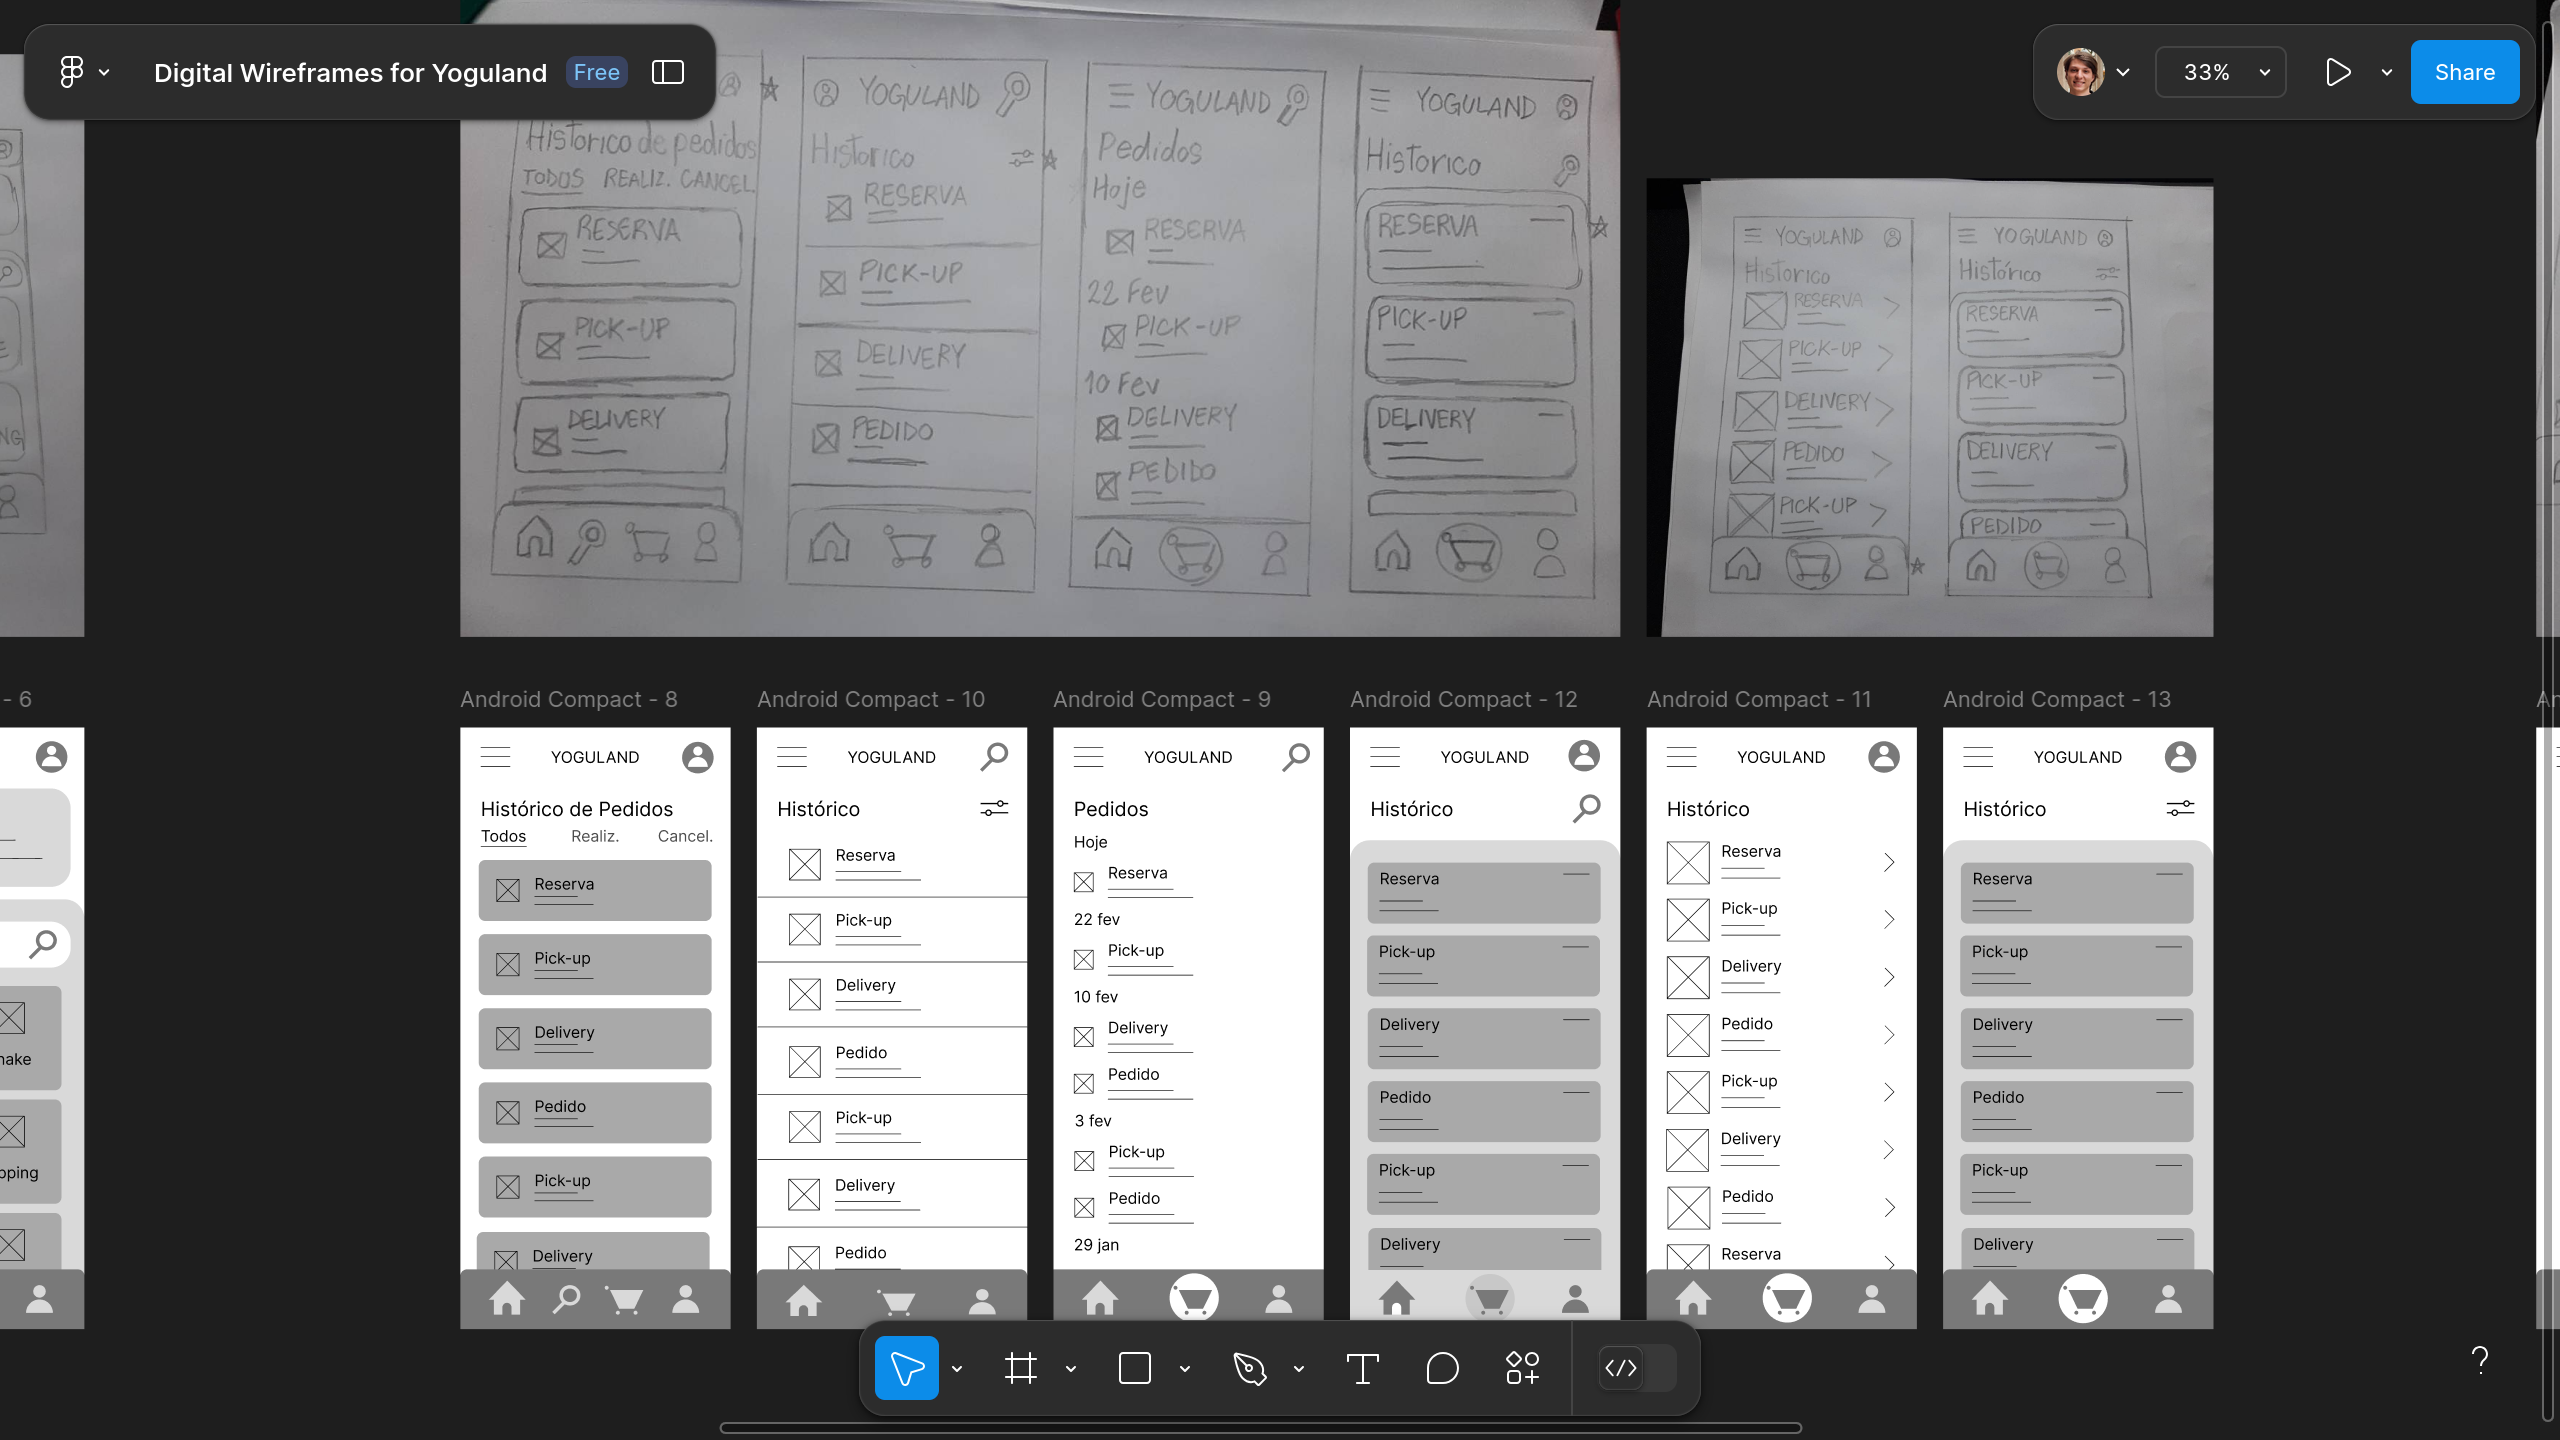 Digital Wireframes for Yoguland Free
33%
Share
Historico de pedidos
TODOS REALIZ. CANCEL.
RESERVA
PICK-UP
DELIVERY
YOGULAND
Historico
RESERVA
PICK-UP
DELIVERY
PEDIDO
YOGULAND
Pedidos
Hoje
RESERVA
22 Fev
PICK-UP
10 Fev
DELIVERY
PEDIDO
YOGULAND
Historico
RESERVA
PICK-UP
DELIVERY
YOGULAND
Historico
RESERVA
PICK-UP
DELIVERY
PEDIDO
PICK-UP
YOGULAND
Histórico
RESERVA
PICK-UP
DELIVERY
PEDIDO
NG
- 6
make
pping
Android Compact - 8
YOGULAND
Histórico de Pedidos
Todos Realiz. Cancel.
Reserva
Pick-up
Delivery
Pedido
Pick-up
Delivery
Android Compact - 10
YOGULAND
Histórico
Reserva
Pick-up
Delivery
Pedido
Pick-up
Delivery
Pedido
Android Compact - 9
YOGULAND
Pedidos
Hoje
Reserva
22 fev
Pick-up
10 fev
Delivery
Pedido
3 fev
Pick-up
Pedido
29 jan
Android Compact - 12
YOGULAND
Histórico
Reserva
Pick-up
Delivery
Pedido
Pick-up
Delivery
Android Compact - 11
YOGULAND
Histórico
Reserva
Pick-up
Delivery
Pedido
Pick-up
Delivery
Pedido
Reserva
Android Compact - 13
YOGULAND
Histórico
Reserva
Pick-up
Delivery
Pedido
Pick-up
Delivery
An